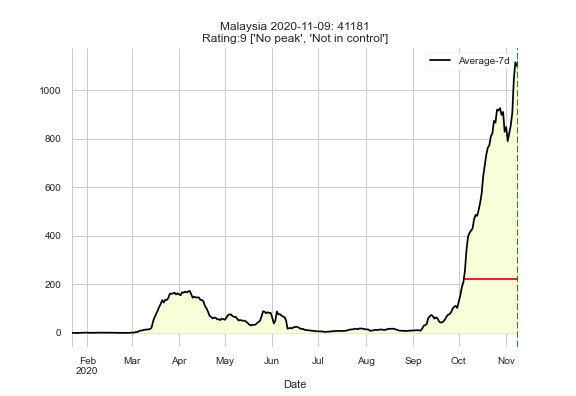 Malaysia 2020-11-09: 41181
Rating:9 ['No peak', 'Not in control']
Average-7d
1000
800
600
400
200
0
Feb Mar Apr May Jun Jul Aug Sep Oct Nov
2020
Date